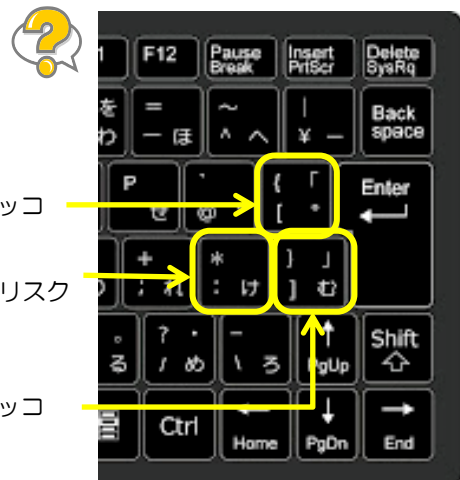 ?
1 F12 Pause Break Insert PrtScr Delete SysRq
を わ = - ほ ~ ^ へ | ¥ ー Back space
P せ ` @ ゛ { 「 [ ゜ Enter
ッコ
+ ; れ * : け } 」 ] む
リスク
。 る ? ・ / め _ \ ろ PgUp Shift
ッコ
Ctrl Home PgDn End